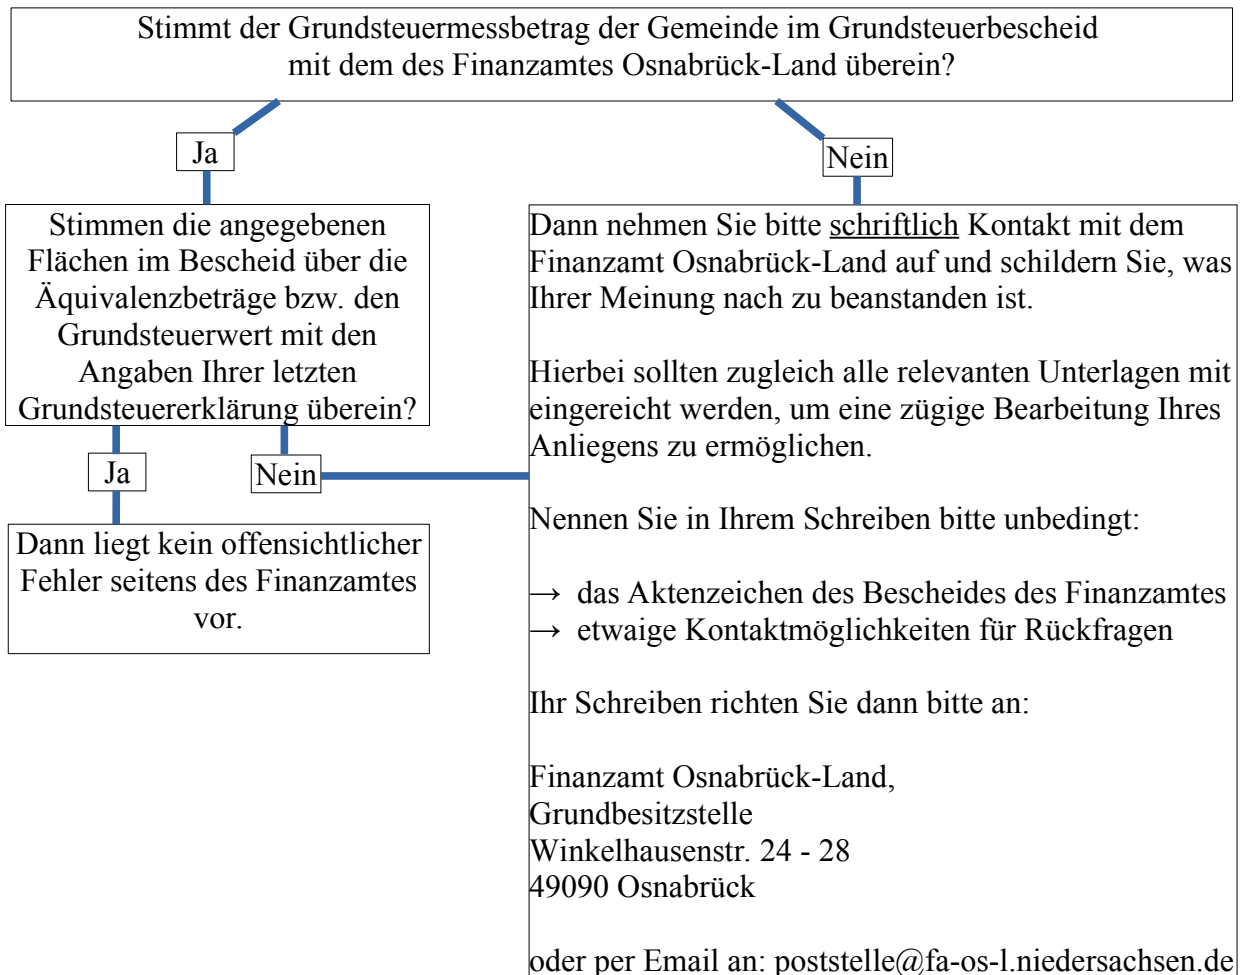 Stimmt der Grundsteuermessbetrag der Gemeinde im Grundsteuerbescheid
mit dem des Finanzamtes Osnabrück-Land überein?
Ja
Nein
Stimmen die angegebenen
Flächen im Bescheid über die
Äquivalenzbeträge bzw. den
Grundsteuerwert mit den
Angaben Ihrer letzten
Grundsteuererklärung überein?
Ja
Nein
Dann liegt kein offensichtlicher
Fehler seitens des Finanzamtes
vor.
Dann nehmen Sie bitte schriftlich Kontakt mit dem
Finanzamt Osnabrück-Land auf und schildern Sie, was
Ihrer Meinung nach zu beanstanden ist.
Hierbei sollten zugleich alle relevanten Unterlagen mit
eingereicht werden, um eine zügige Bearbeitung Ihres
Anliegens zu ermöglichen.
Nennen Sie in Ihrem Schreiben bitte unbedingt:
→ das Aktenzeichen des Bescheides des Finanzamtes
→ etwaige Kontaktmöglichkeiten für Rückfragen
Ihr Schreiben richten Sie dann bitte an:
Finanzamt Osnabrück-Land,
Grundbesitzstelle
Winkelhausenstr. 24 - 28
49090 Osnabrück
oder per Email an: poststelle@fa-os-l.niedersachsen.de